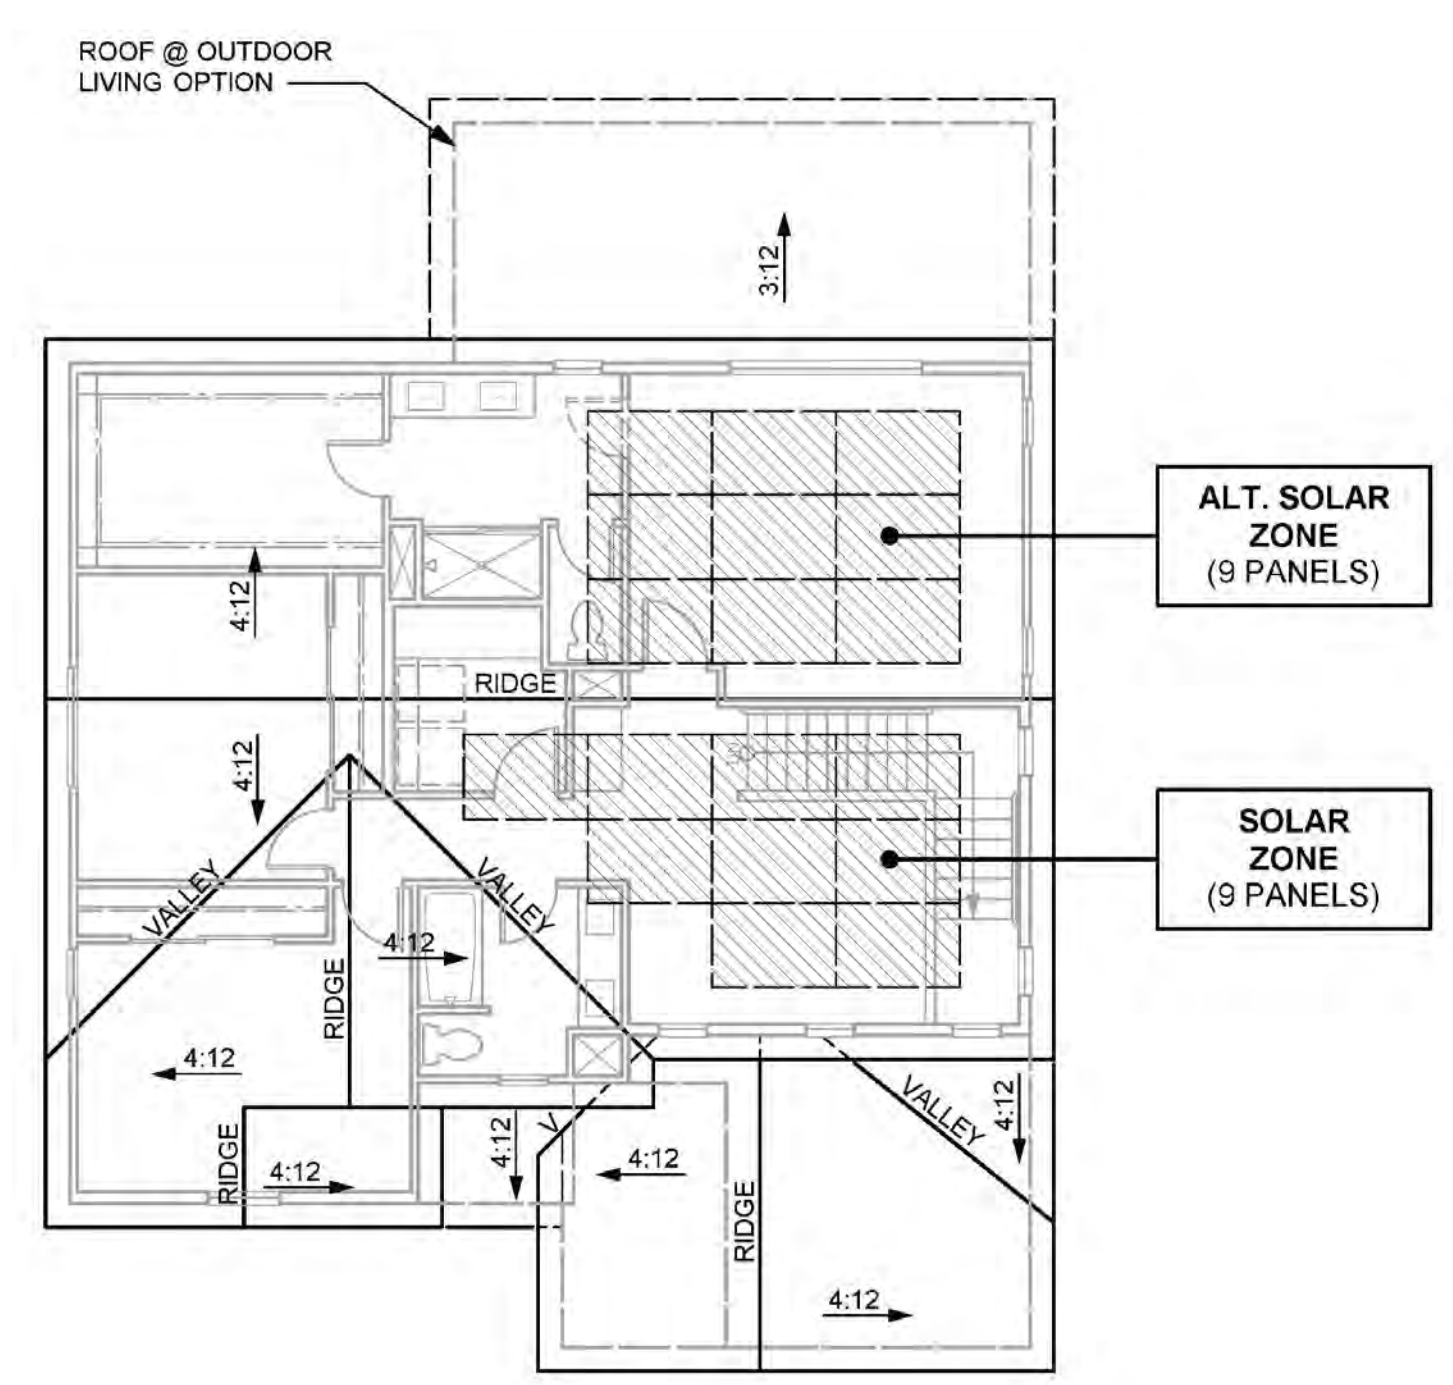 ROOF @ OUTDOOR
LIVING OPTION
3:12
ALT. SOLAR
ZONE
(9 PANELS)
4:12
RIDGE
4:12
SOLAR
ZONE
(9 PANELS)
VALLEY
VALLEY
4:12
RIDGE
4:12
VALLEY
4:12
V
4:12
4:12
RIDGE
4:12
RIDGE
4:12